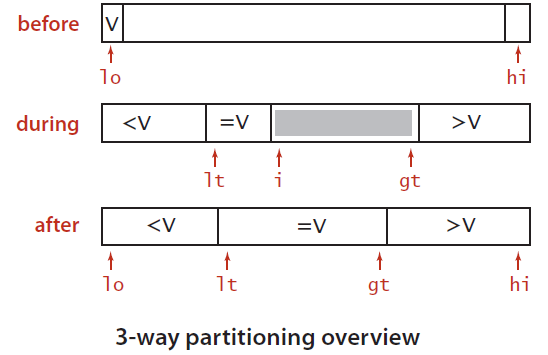 before V
lo hi
during <V =V >V
lt i gt
after <V =V >V
lo lt gt hi
3-way partitioning overview